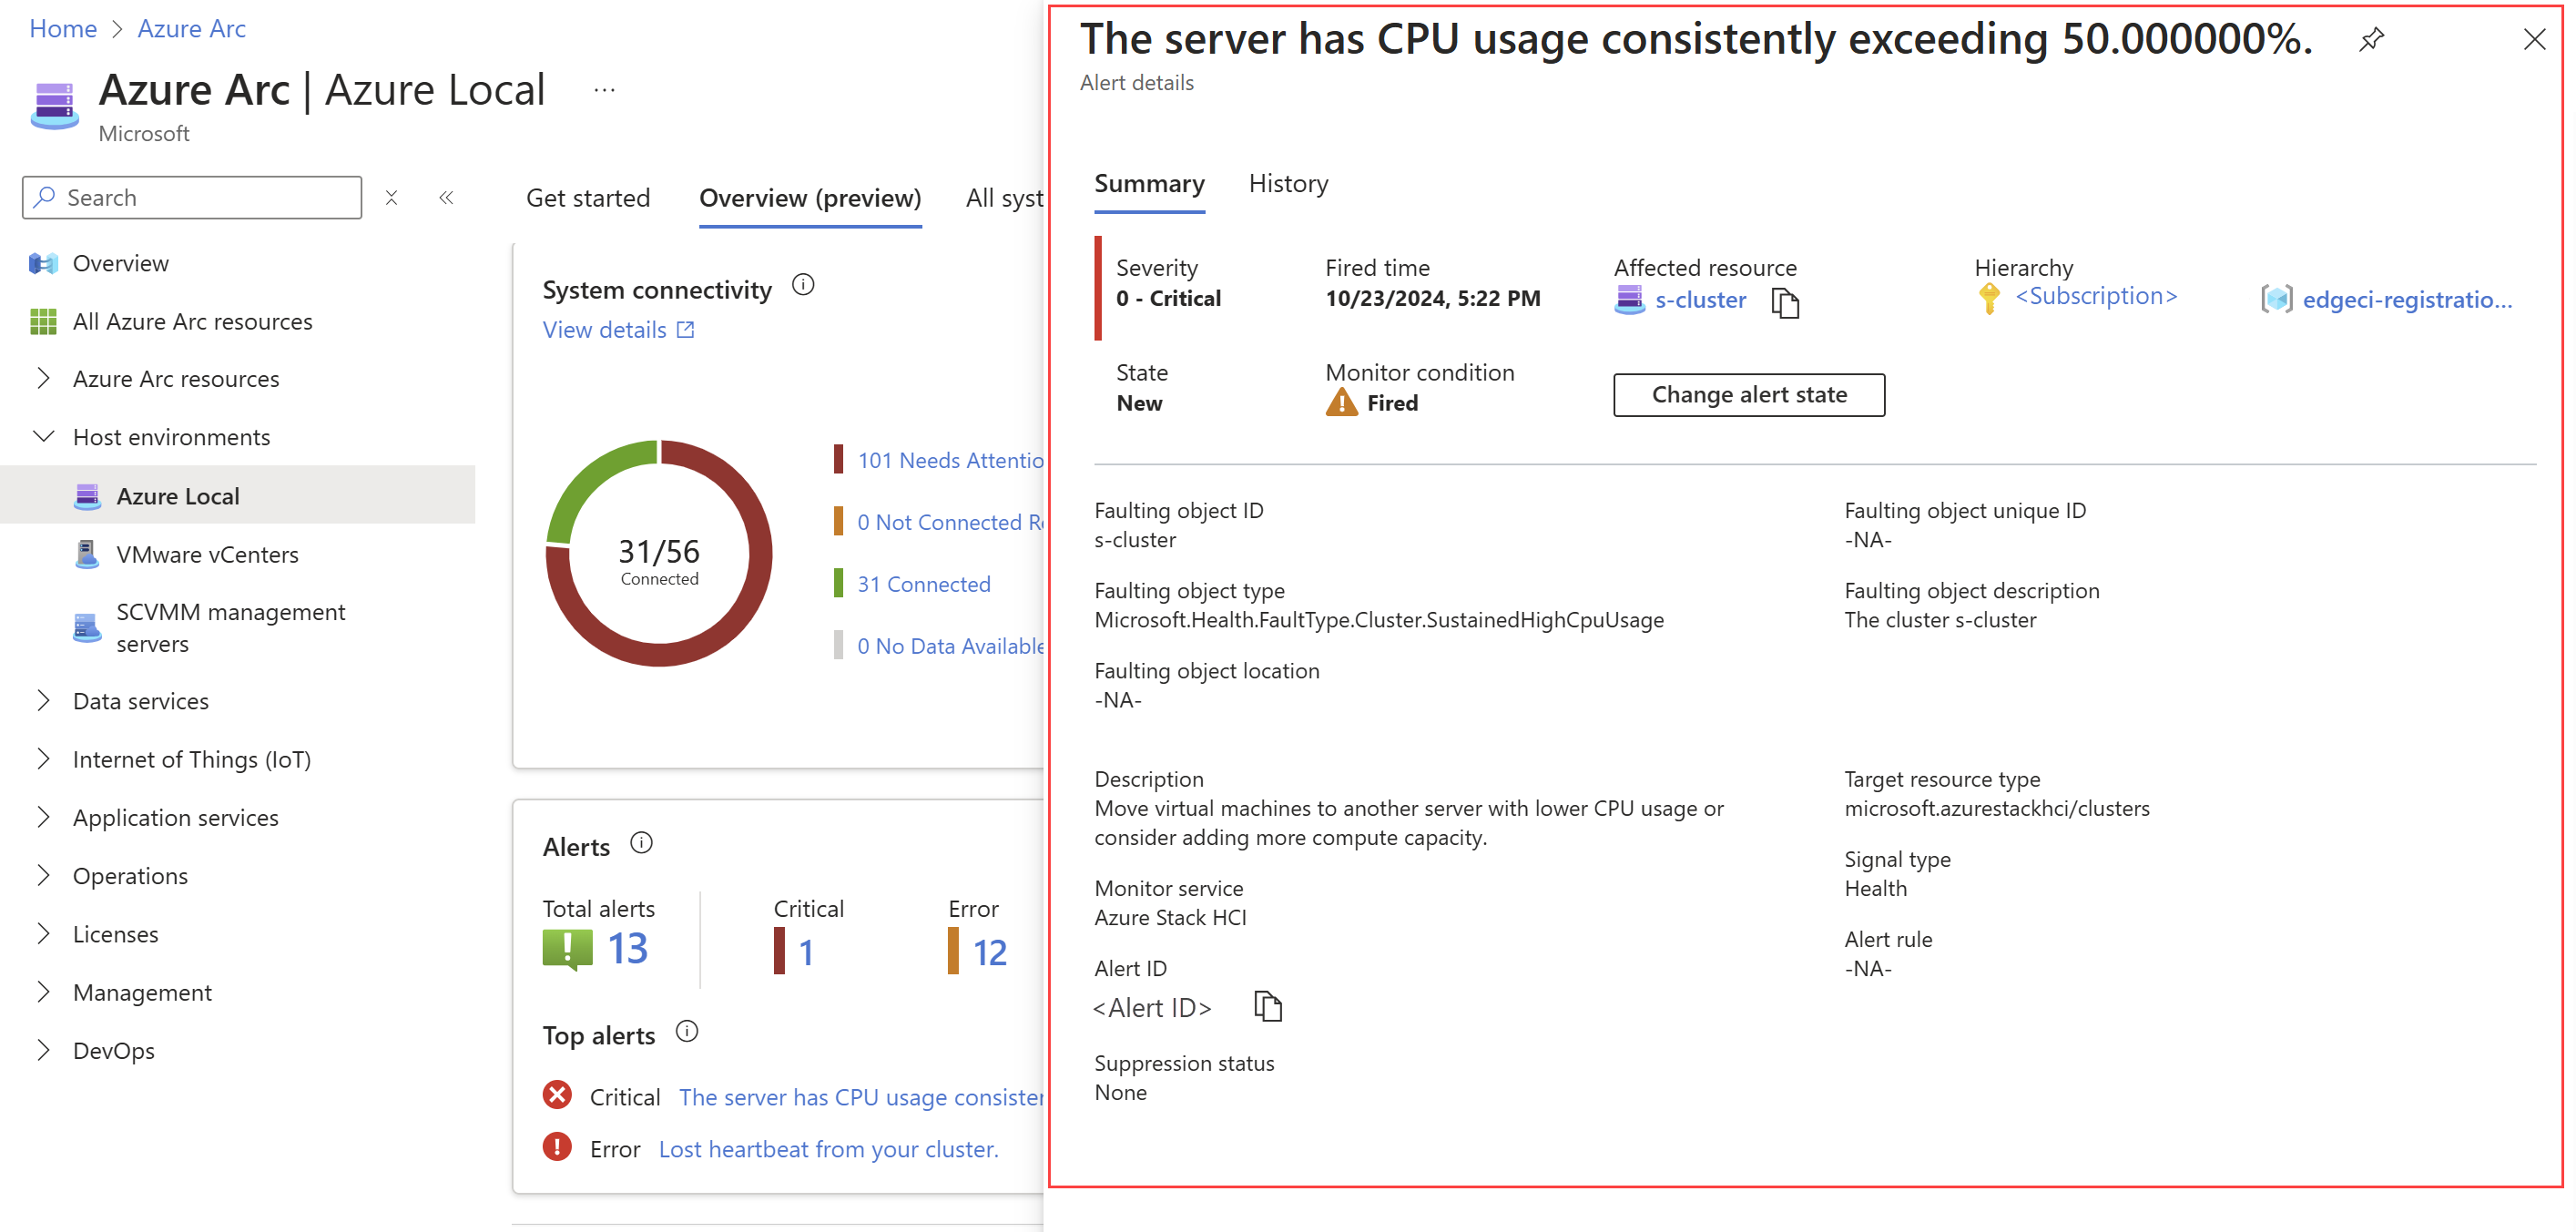 Home > Azure Arc
Azure Arc | Azure Local
...
Microsoft
Search
Overview
All Azure Arc resources
Azure Arc resources
Host environments
Azure Local
VMware vCenters
SCVMM management
servers
Data services
Internet of Things (IoT)
Application services
Operations
Licenses
Management
DevOps
Get started Overview (preview) All syst
System connectivity
View details
31/56
Connected
101 Needs Attentio
0 Not Connected Re
31 Connected
0 No Data Available
Alerts
Total alerts Critical Error
13 1 12
Top alerts
Critical The server has CPU usage consister
Error Lost heartbeat from your cluster.
The server has CPU usage consistently exceeding 50.000000%.
Alert details
Summary History
Severity Fired time Affected resource Hierarchy
0 - Critical 10/23/2024, 5:22 PM s-cluster <Subscription> edgeci-registratio...
State Monitor condition
New Fired
Change alert state
Faulting object ID
s-cluster
Faulting object unique ID
-NA-
Faulting object type
Microsoft.Health.FaultType.Cluster.SustainedHighCpuUsage
Faulting object description
The cluster s-cluster
Faulting object location
-NA-
Description
Move virtual machines to another server with lower CPU usage or
consider adding more compute capacity.
Target resource type
microsoft.azurestackhci/clusters
Monitor service
Azure Stack HCI
Signal type
Health
Alert ID
<Alert ID>
Alert rule
-NA-
Suppression status
None